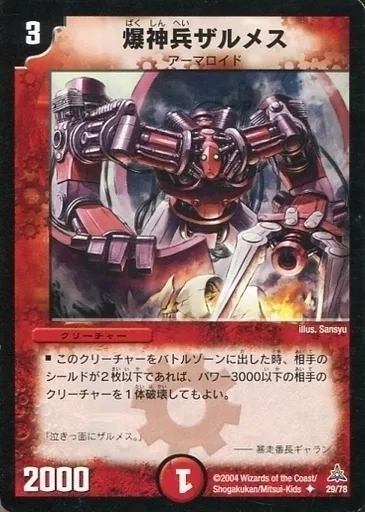 3
ばくしんへい
爆神兵ザルメス
アーマロイド
illus. Sansyu
クリーチャー
■ このクリーチャーをバトルゾーンに出した時、相手の
シールドが2枚以下であれば、パワー3000以下の相手の
クリーチャーを1体破壊してもよい。
「泣きっ面にザルメス。」
―― 暴走番長ギャラン
2000
1
©2004 Wizards of the Coast/
Shogakukan/Mitsui-Kids
29/78